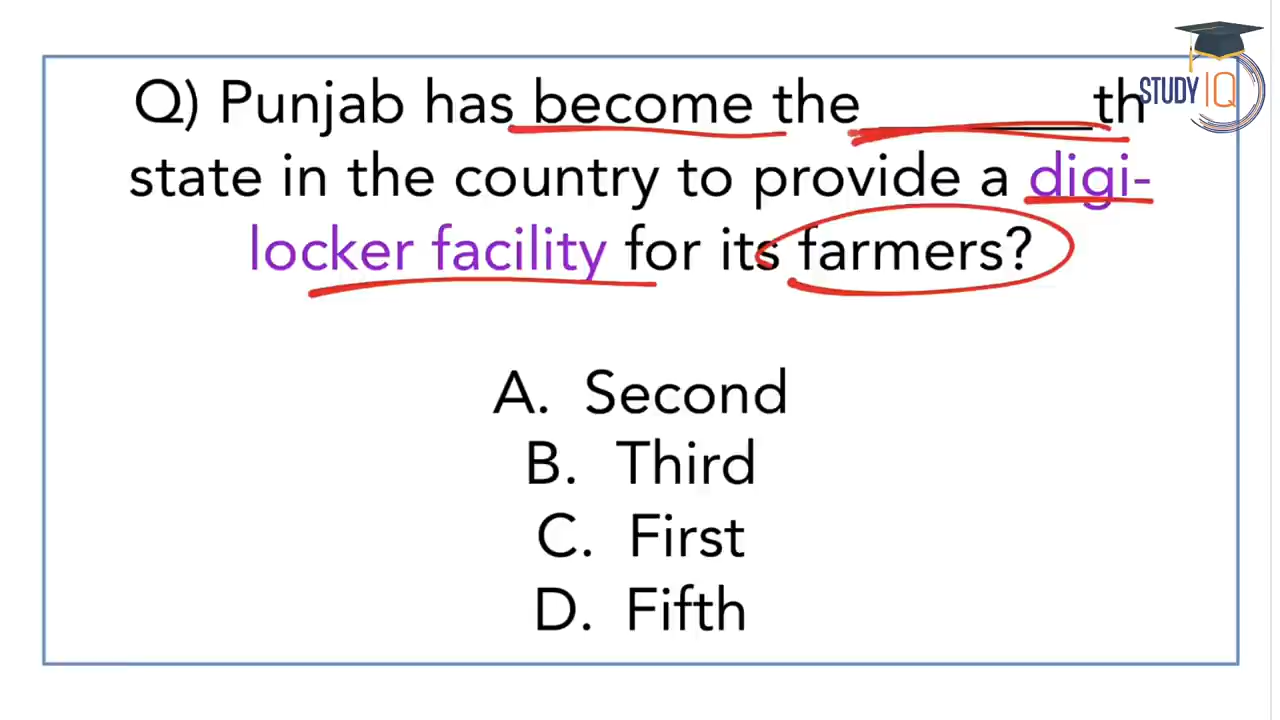 STUDY IQ
Q) Punjab has become the ________th
state in the country to provide a digi-
locker facility for its farmers?
A. Second
B. Third
C. First
D. Fifth